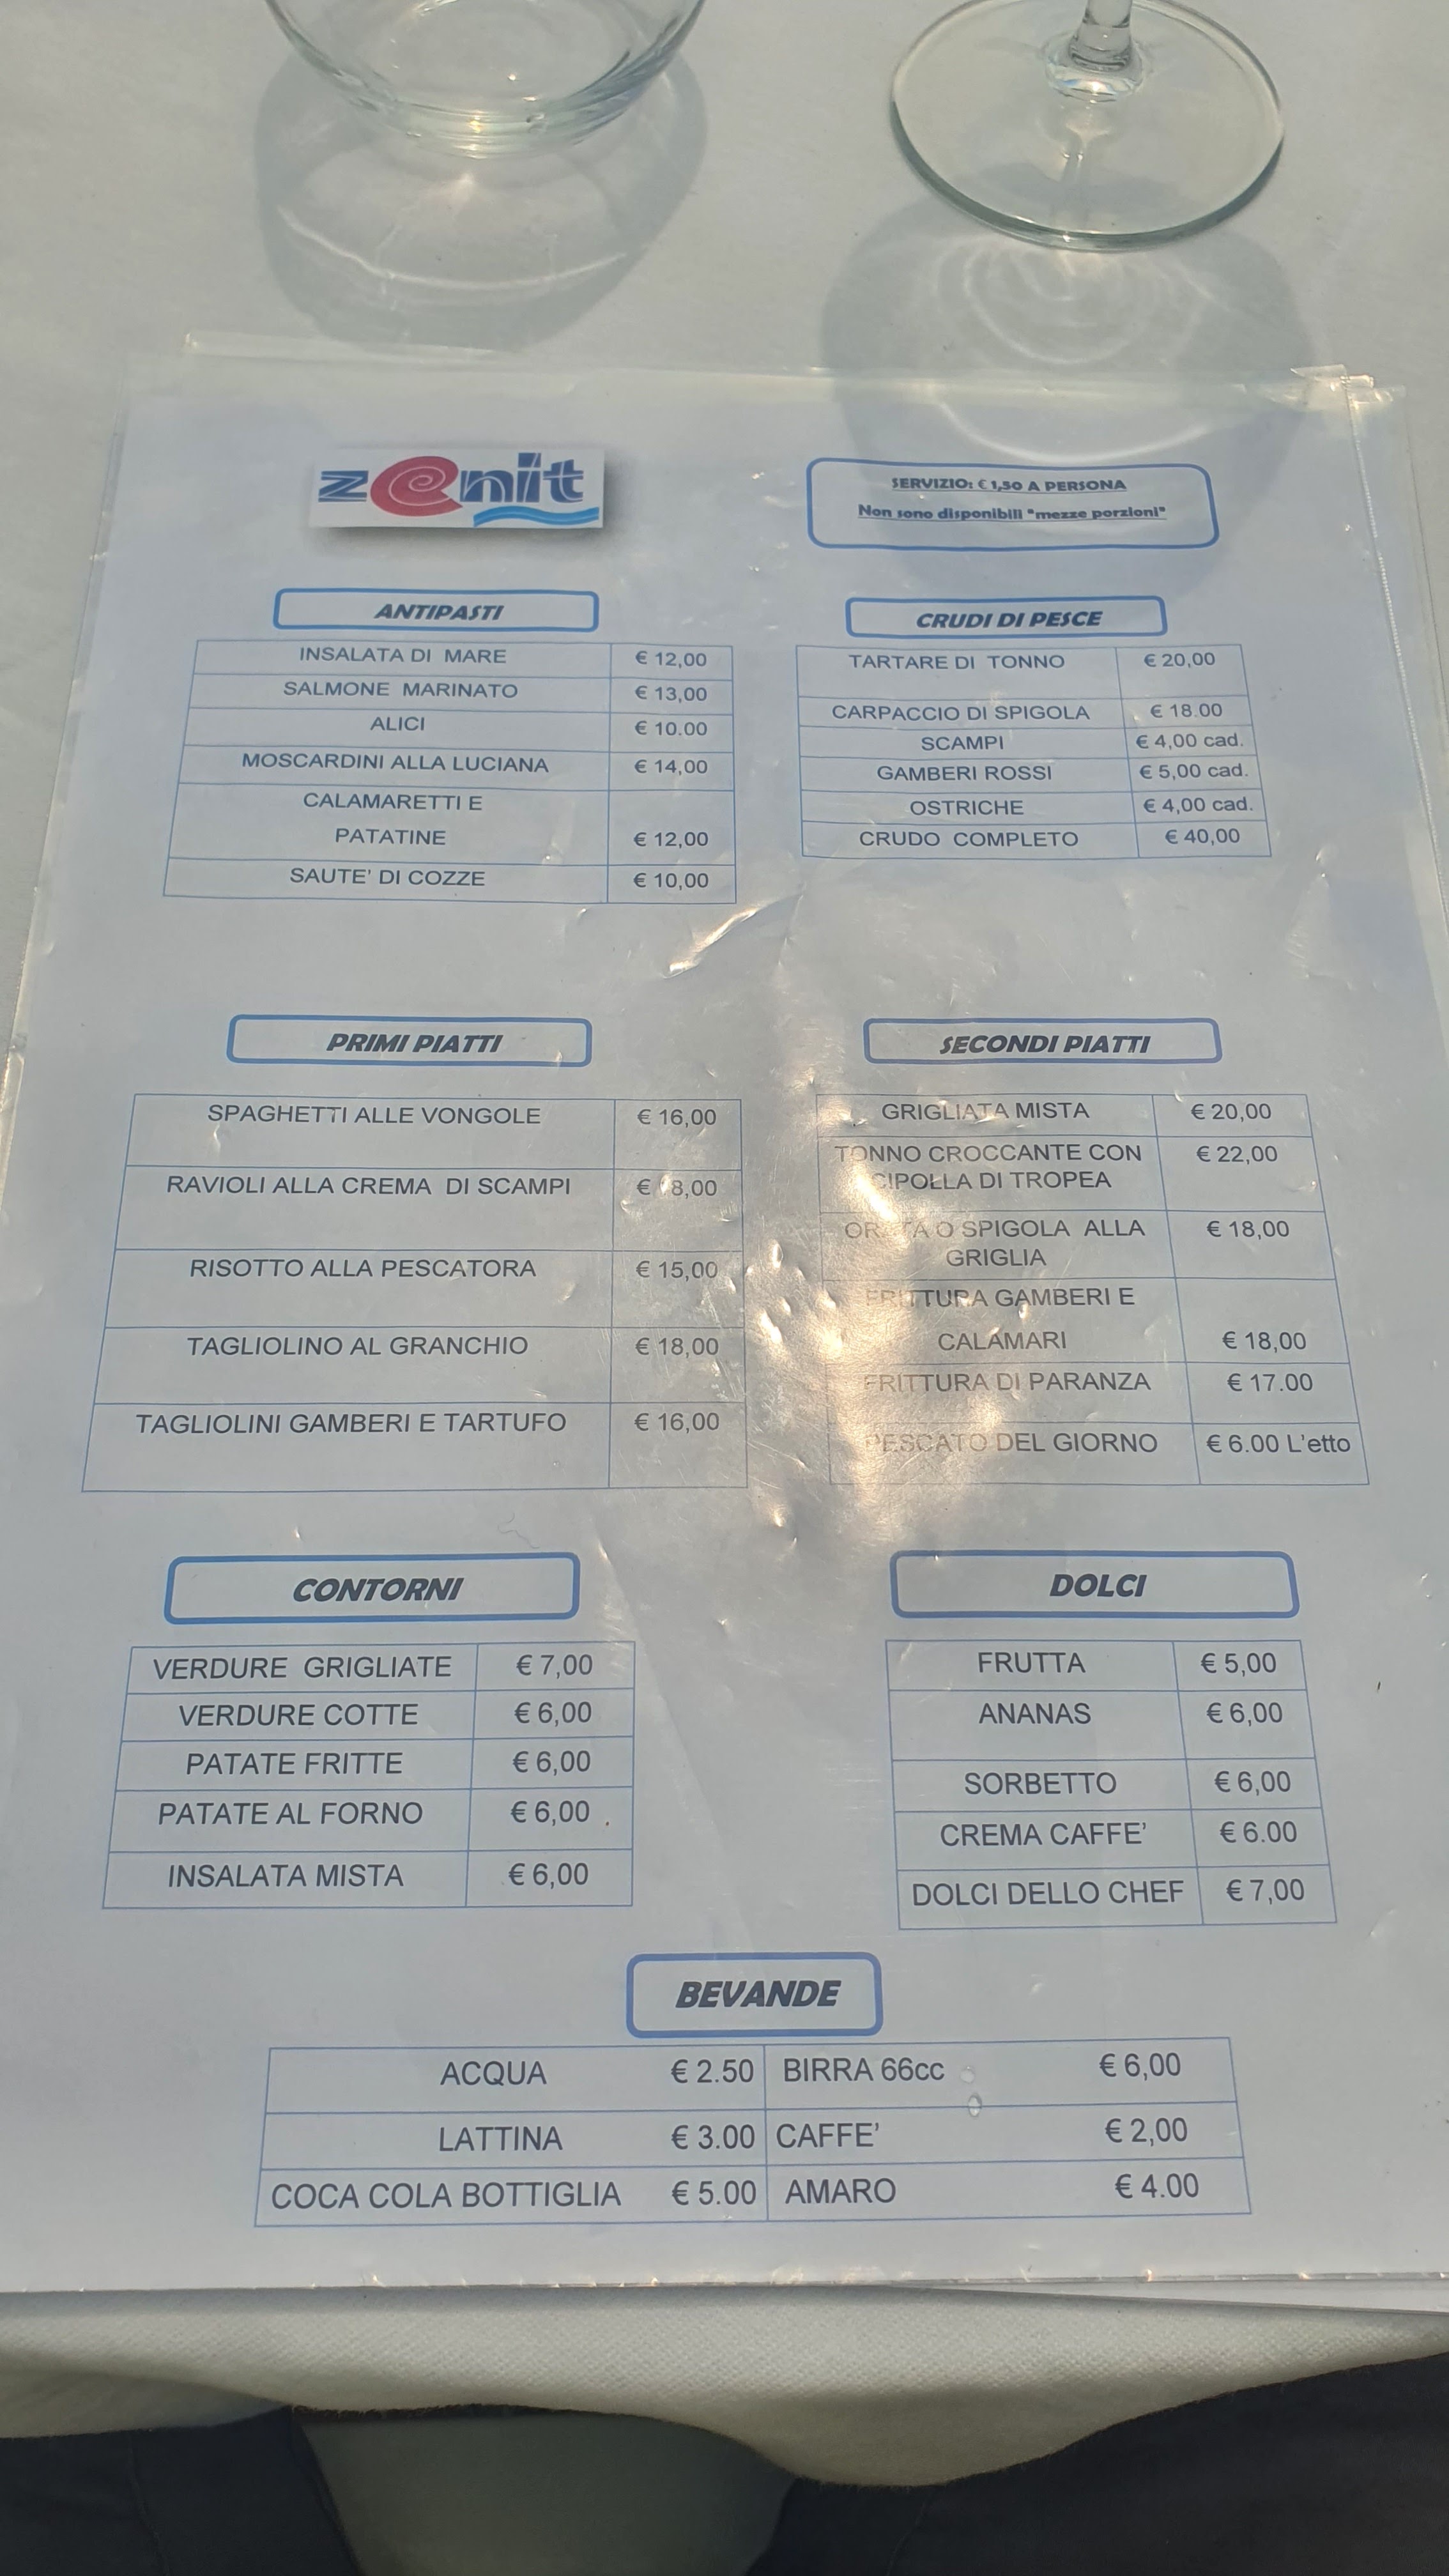 zenit
SERVIZIO: € 1,50 A PERSONA
Non sono disponibili "mezze porzioni"
ANTIPASTI
INSALATA DI MARE € 12,00
SALMONE MARINATO € 13,00
ALICI € 10.00
MOSCARDINI ALLA LUCIANA € 14,00
CALAMARETTI E
PATATINE € 12,00
SAUTE' DI COZZE € 10,00
CRUDI DI PESCE
TARTARE DI TONNO € 20,00
CARPACCIO DI SPIGOLA € 18.00
SCAMPI € 4,00 cad.
GAMBERI ROSSI € 5,00 cad.
OSTRICHE € 4,00 cad.
CRUDO COMPLETO € 40,00
PRIMI PIATTI
SPAGHETTI ALLE VONGOLE € 16,00
RAVIOLI ALLA CREMA DI SCAMPI €
RISOTTO ALLA PESCATORA € 15,00
TAGLIOLINO AL GRANCHIO € 18,00
TAGLIOLINI GAMBERI E TARTUFO € 16,00
SECONDI PIATTI
GRIGLIATA MISTA € 20,00
TONNO CROCCANTE CON € 22,00
CIPOLLA DI TROPEA
ORATA O SPIGOLA ALLA € 18,00
GRIGLIA
FRITTURA GAMBERI E
CALAMARI € 18,00
FRITTURA DI PARANZA € 17.00
PESCATO DEL GIORNO € 6.00 L'etto
CONTORNI
VERDURE GRIGLIATE € 7,00
VERDURE COTTE € 6,00
PATATE FRITTE € 6,00
PATATE AL FORNO € 6,00 .
INSALATA MISTA € 6,00
DOLCI
FRUTTA € 5,00
ANANAS € 6,00
SORBETTO € 6,00
CREMA CAFFE' € 6.00
DOLCI DELLO CHEF € 7,00
BEVANDE
ACQUA € 2.50 BIRRA 66cc € 6,00
LATTINA € 3.00 CAFFE' € 2,00
COCA COLA BOTTIGLIA € 5.00 AMARO € 4.00